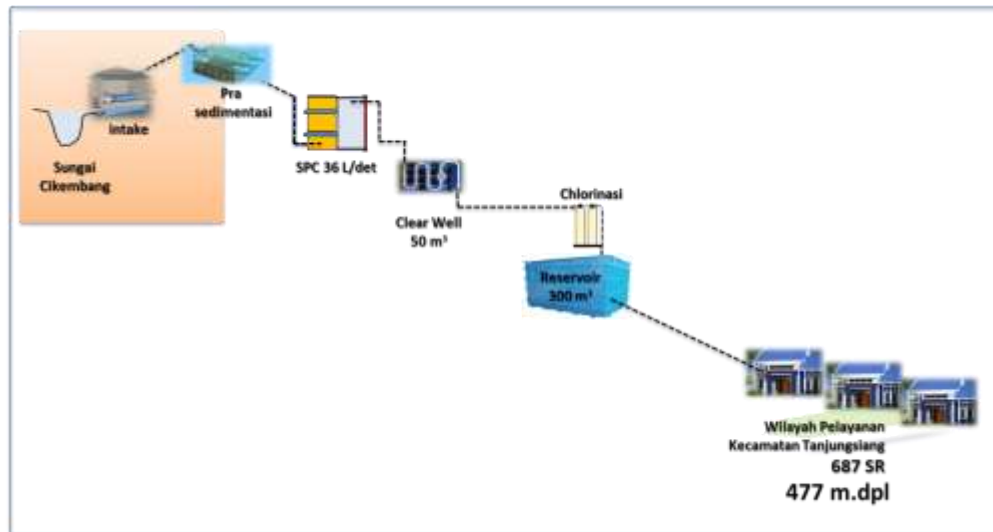 Pra
sedimentasi
intake
Sungai
Cikembang
SPC 36 L/det
Clear Well
50 m³
Chlorinasi
Reservoir
300 m³
Wilayah Pelayanan
Kecamatan Tanjungsiang
687 SR
477 m.dpl